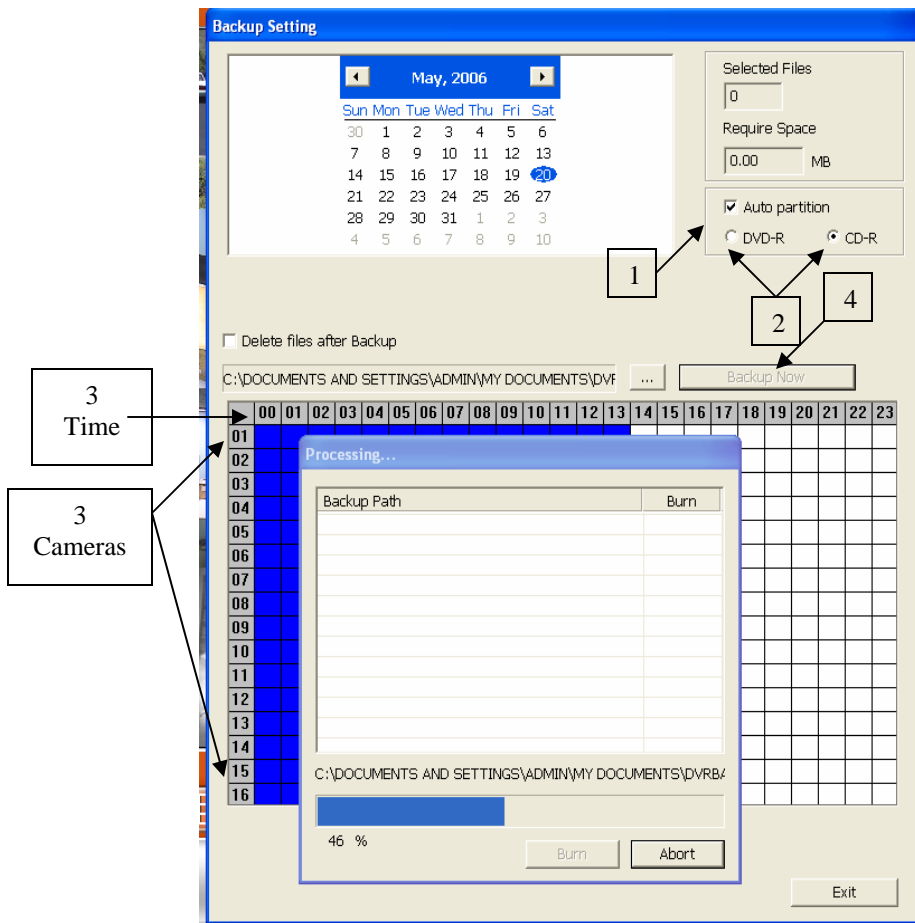 Backup Setting
May, 2006
Sun Mon Tue Wed Thu Fri Sat
30 1 2 3 4 5 6
7 8 9 10 11 12 13
14 15 16 17 18 19 20
21 22 23 24 25 26 27
28 29 30 31 1 2 3
4 5 6 7 8 9 10
Selected Files
0
Require Space
0.00 MB
Auto partition
DVD-R CD-R
1
2
4
Delete files after Backup
C:\DOCUMENTS AND SETTINGS\ADMIN\MY DOCUMENTS\DVF ... Backup Now
3
Time
3
Cameras
00 01 02 03 04 05 06 07 08 09 10 11 12 13 14 15 16 17 18 19 20 21 22 23
01
02
03
04
05
06
07
08
09
10
11
12
13
14
15
16
Processing...
Backup Path Burn
C:\DOCUMENTS AND SETTINGS\ADMIN\MY DOCUMENTS\DVRBA
46 %
Burn Abort
Exit